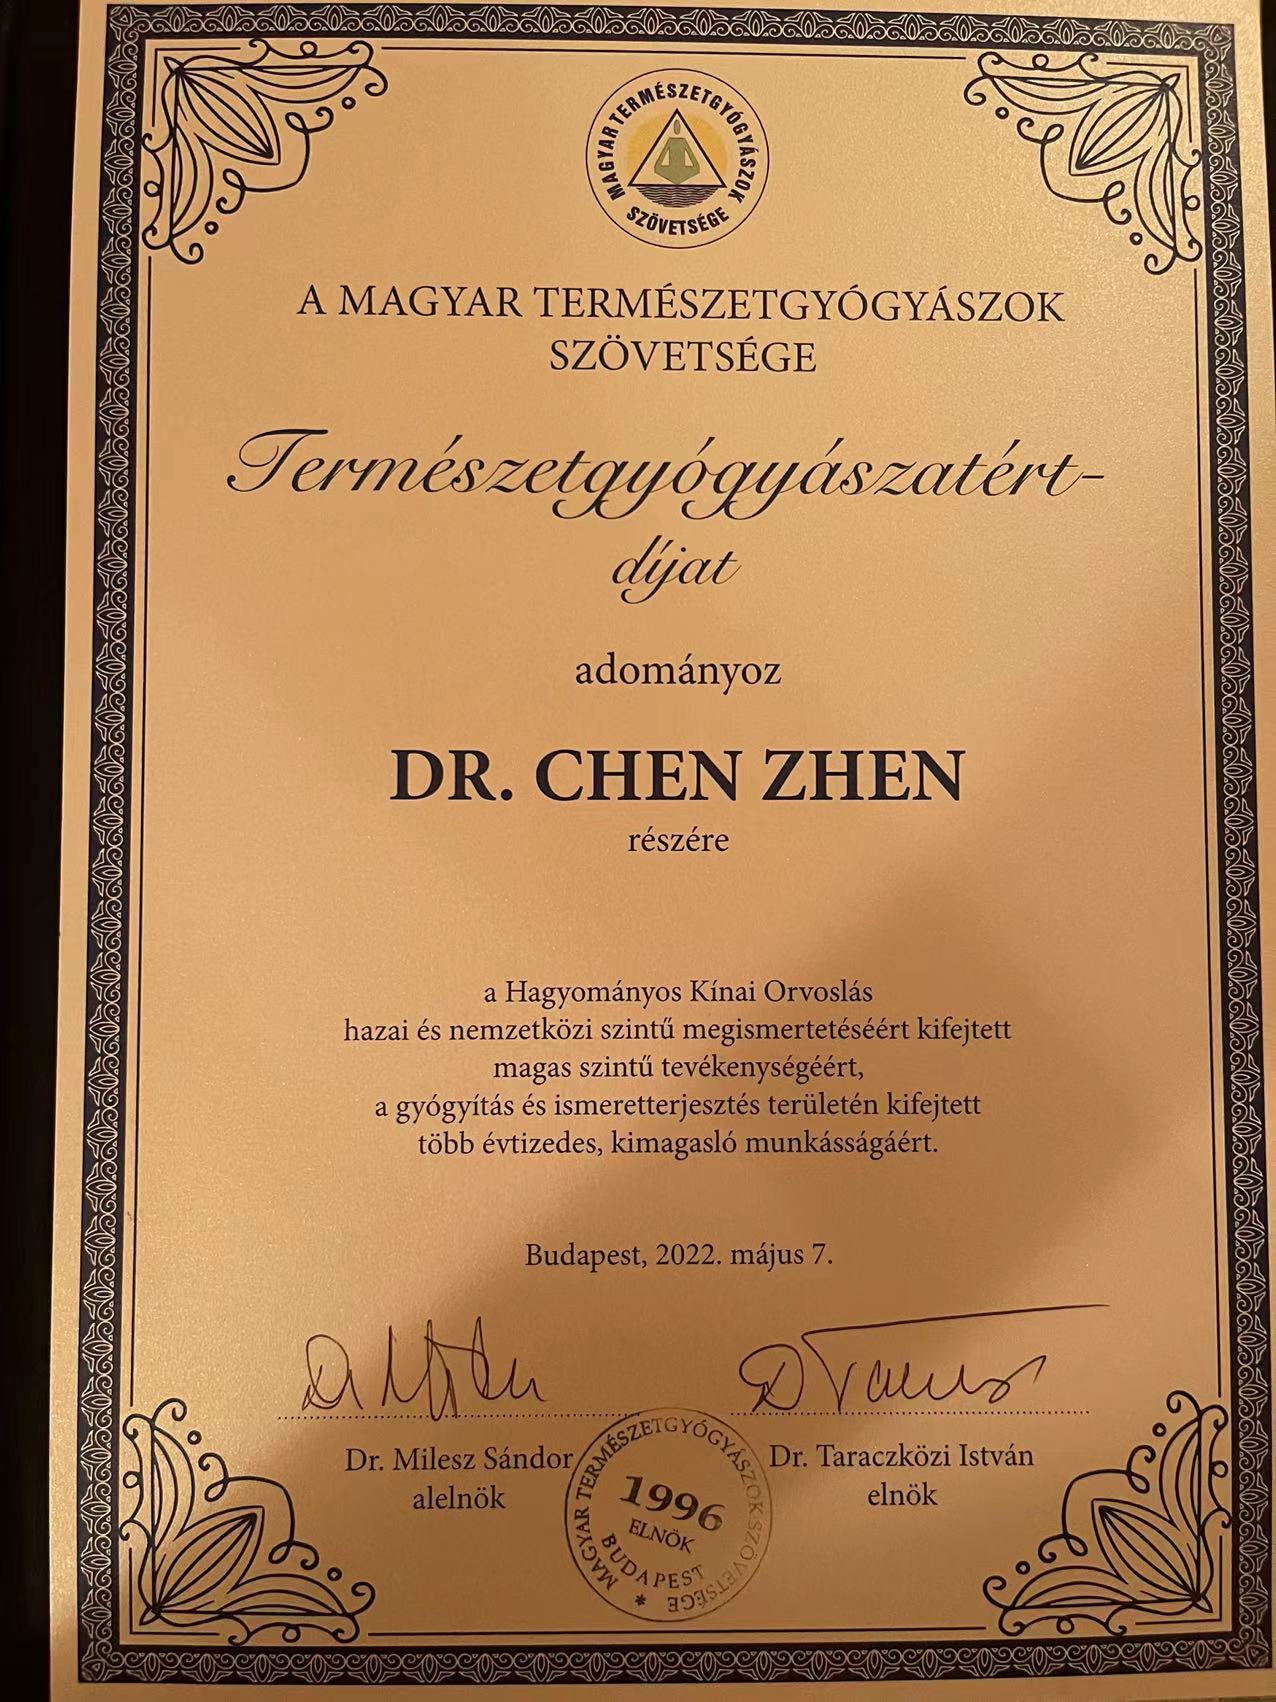 MAGYAR TERMÉSZETGYÓGYÁSZOK
SZÖVETSÉGE
A MAGYAR TERMÉSZETGYÓGYÁSZOK
SZÖVETSÉGE
Természetgyógyászatért-
díjat
adományoz
DR. CHEN ZHEN
részére
a Hagyományos Kínai Orvoslás
hazai és nemzetközi szintű megismertetéséért kifejtett
magas szintű tevékenységéért,
a gyógyítás és ismeretterjesztés területén kifejtett
több évtizedes, kimagasló munkásságáért.
Budapest, 2022. május 7.
Dr. Milesz Sándor
alelnök
Dr. Taraczközi István
elnök
MAGYAR TERMÉSZETGYÓGYÁSZOK SZÖVETSÉGE
1996
ELNÖK
BUDAPEST
*